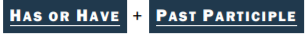 HAS OR HAVE + PAST PARTICIPLE